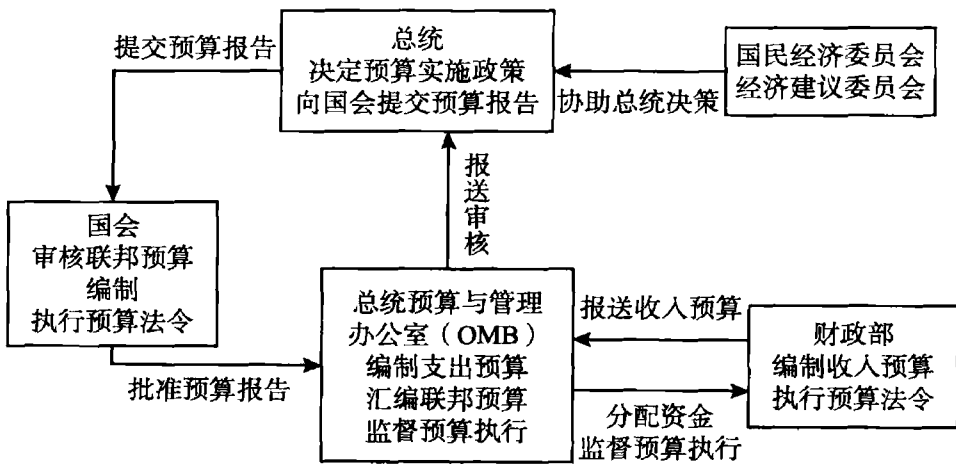 提交预算报告
总统
决定预算实施政策
向国会提交预算报告
国民经济委员会
经济建议委员会
协助总统决策
报送审核
国会
审核联邦预算
编制
执行预算法令
总统预算与管理
办公室（OMB）
编制支出预算
汇编联邦预算
监督预算执行
报送收入预算
财政部
编制收入预算
执行预算法令
批准预算报告
分配资金
监督预算执行